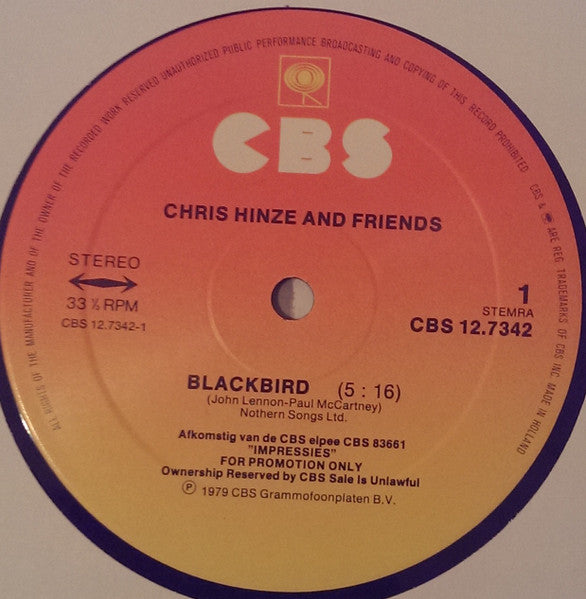 ALL RIGHTS OF THE MANUFACTURER AND OF THE OWNER OF THE RECORDED WORK RESERVED UNAUTHORIZED PUBLIC PERFORMANCE BROADCASTING AND COPYING OF THIS RECORD PROHIBITED CBS & ARE REG. TRADEMARKS OF CBS INC. MADE IN HOLLAND
CBS
CHRIS HINZE AND FRIENDS
STEREO
33 ⅓ RPM
CBS 12.7342-1
1
STEMRA
CBS 12.7342
BLACKBIRD (5 : 16)
(John Lennon-Paul McCartney)
Nothern Songs Ltd.
Afkomstig van de CBS elpee CBS 83661
"IMPRESSIES"
FOR PROMOTION ONLY
Ownership Reserved by CBS Sale Is Unlawful
℗ 1979 CBS Grammofoonplaten B.V.